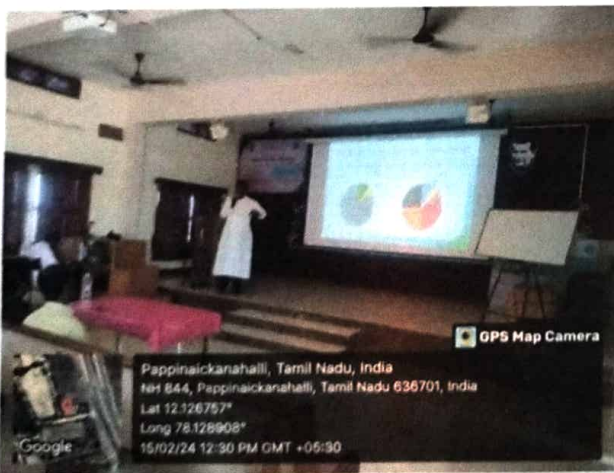 GPS Map Camera
Pappinaickanahalli, Tamil Nadu, India
NH 844, Pappinaickanahalli, Tamil Nadu 636701, India
Lat 12.126757°
Long 78.128908°
15/02/24 12:30 PM GMT +05:30
Google